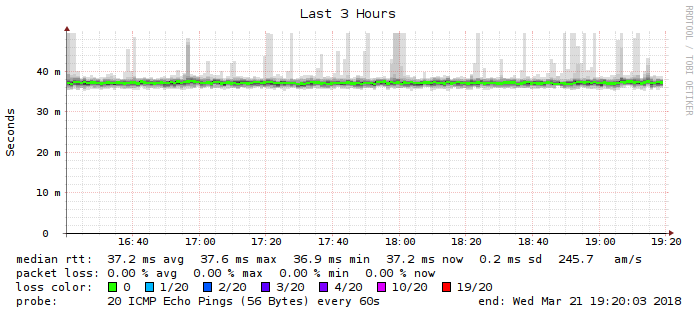 Last 3 Hours
RRDTOOL / TOBI OETIKER
Seconds
40 m
30 m
20 m
10 m
0
16:40 17:00 17:20 17:40 18:00 18:20 18:40 19:00 19:20
median rtt: 37.2 ms avg 37.6 ms max 36.9 ms min 37.2 ms now 0.2 ms sd 245.7 am/s
packet loss: 0.00 % avg 0.00 % max 0.00 % min 0.00 % now
loss color: 0 1/20 2/20 3/20 4/20 10/20 19/20
probe: 20 ICMP Echo Pings (56 Bytes) every 60s end: Wed Mar 21 19:20:03 2018